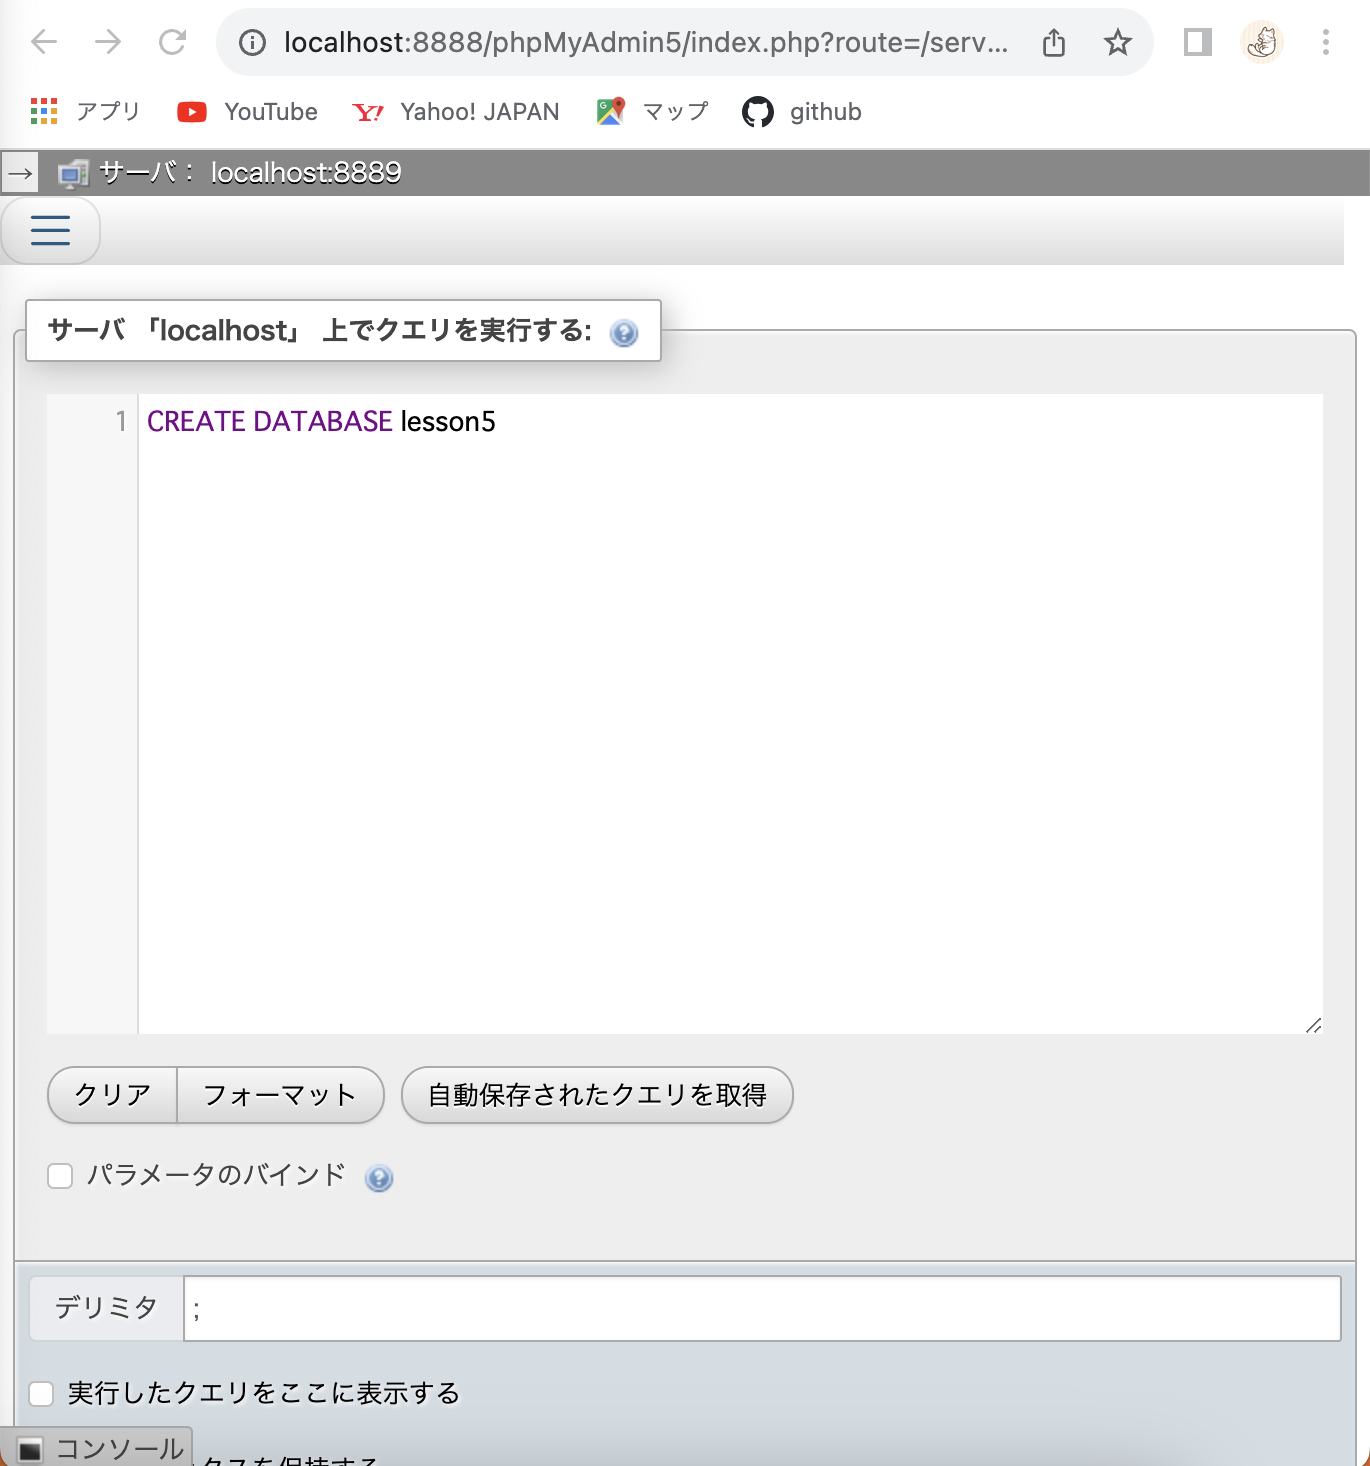 localhost:8888/phpMyAdmin5/index.php?route=/serv...
アプリ YouTube Yahoo! JAPAN マップ github
→ サーバ： localhost:8889
サーバ 「localhost」 上でクエリを実行する:
1 CREATE DATABASE lesson5
クリア フォーマット 自動保存されたクエリを取得
パラメータのバインド
デリミタ ;
実行したクエリをここに表示する
コンソール
クスを保持する